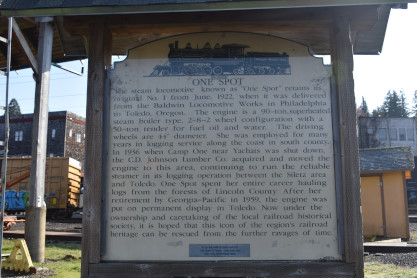 ONE SPOT
The steam locomotive known as "One Spot" retains its
original No. 1 from June, 1922, when it was delivered
from the Baldwin Locomotive Works in Philadelphia
to Toledo, Oregon. The engine is a 90-ton, superheated
steam boiler type, 2-8-2 wheel configuration with a
50-ton tender for fuel oil and water. The driving
wheels are 44" diameter. She was employed for many
years in logging service along the coast in south county.
In 1936 when Camp One near Yachats was shut down,
the C.D. Johnson Lumber Co. acquired and moved the
engine to this area, continuing to run the reliable
steamer in its logging operation between the Siletz area
and Toledo. One Spot spent her entire career hauling
logs from the forests of Lincoln County. After her
retirement by Georgia-Pacific in 1959, the engine was
put on permanent display in Toledo. Now under the
ownership and caretaking of the local railroad historical
society, it is hoped that this icon of the region's railroad
heritage can be rescued from the further ravages of time.